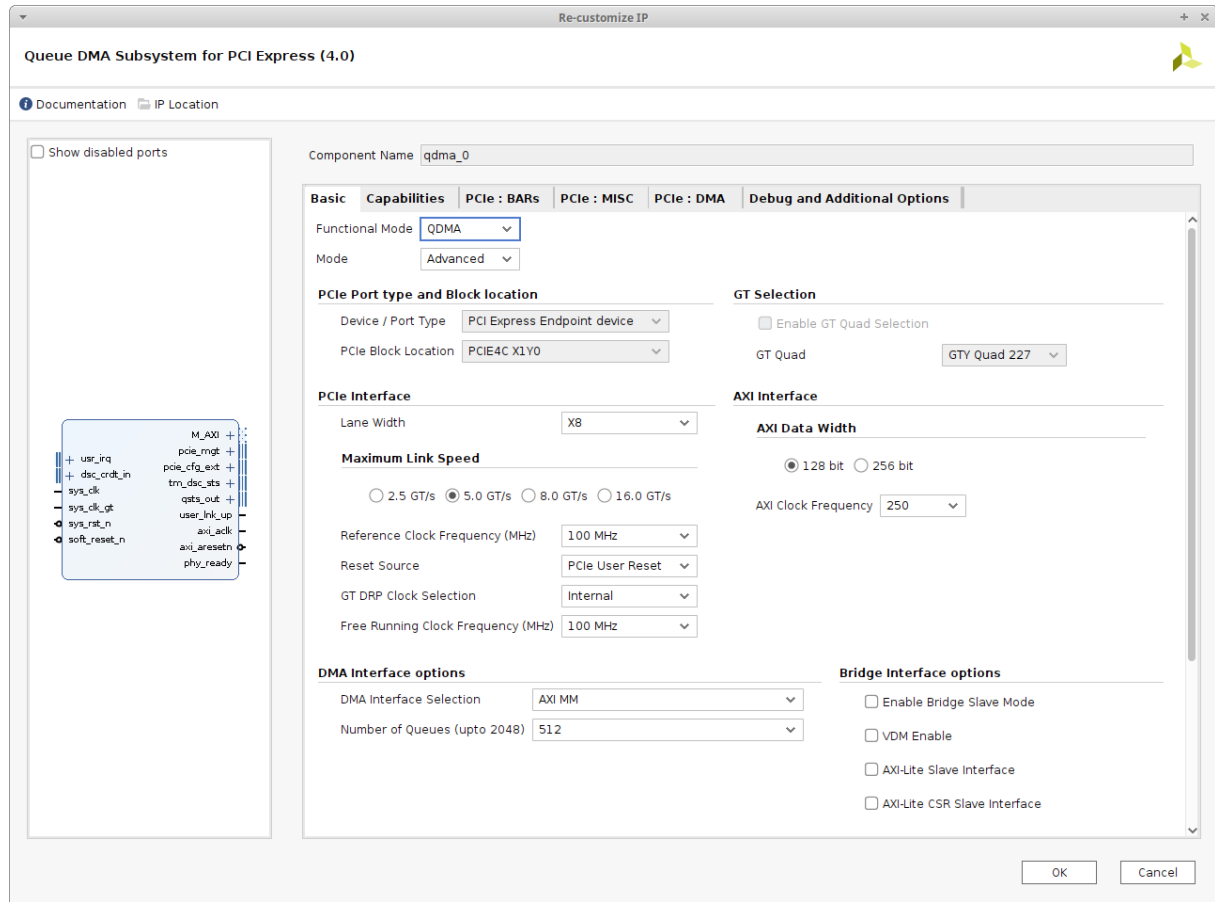 Re-customize IP
Queue DMA Subsystem for PCI Express (4.0)
Documentation IP Location
Show disabled ports
usr_irq
dsc_crdt_in
sys_clk
sys_clk_gt
sys_rst_n
soft_reset_n
M_AXI
pcie_mgt
pcie_cfg_ext
tm_dsc_sts
qsts_out
user_lnk_up
axi_aclk
axi_aresetn
phy_ready
Component Name qdma_0
Basic Capabilities PCIe : BARs PCIe : MISC PCIe : DMA Debug and Additional Options
Functional Mode QDMA
Mode Advanced
PCIe Port type and Block location
Device / Port Type PCI Express Endpoint device
PCIe Block Location PCIE4C X1Y0
GT Selection
Enable GT Quad Selection
GT Quad GTY Quad 227
PCIe Interface
Lane Width X8
Maximum Link Speed
2.5 GT/s 5.0 GT/s 8.0 GT/s 16.0 GT/s
Reference Clock Frequency (MHz) 100 MHz
Reset Source PCIe User Reset
GT DRP Clock Selection Internal
Free Running Clock Frequency (MHz) 100 MHz
AXI Interface
AXI Data Width
128 bit 256 bit
AXI Clock Frequency 250
DMA Interface options
DMA Interface Selection AXI MM
Number of Queues (upto 2048) 512
Bridge Interface options
Enable Bridge Slave Mode
VDM Enable
AXI-Lite Slave Interface
AXI-Lite CSR Slave Interface
OK Cancel